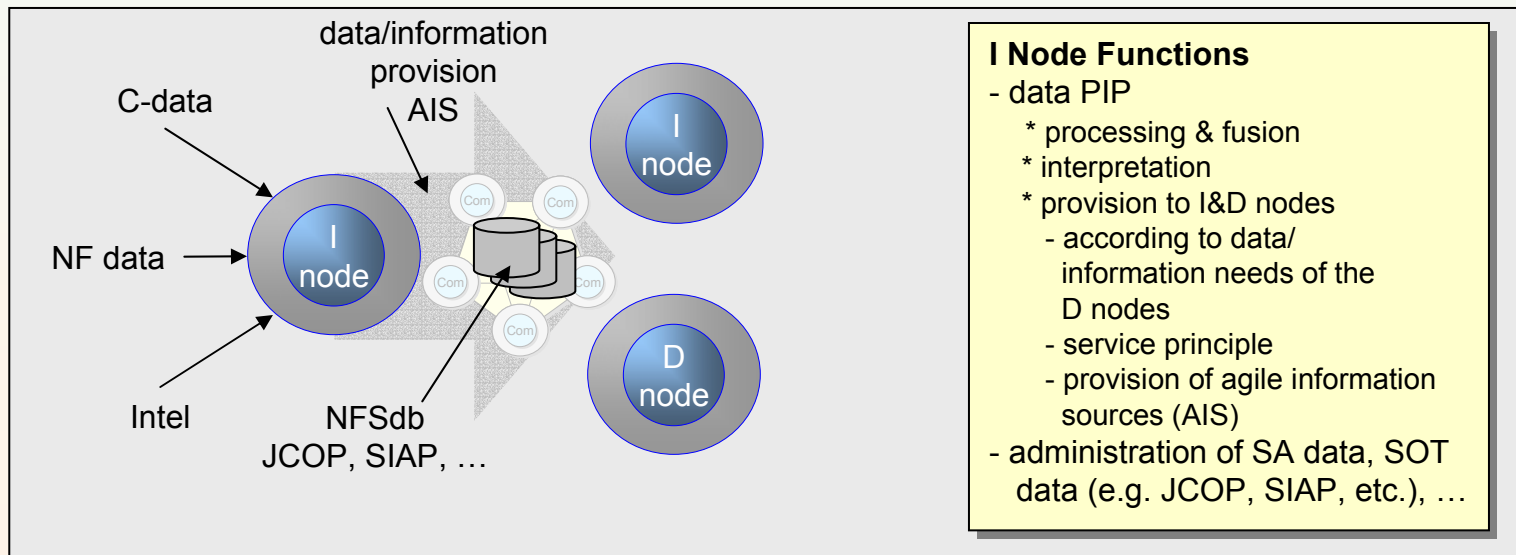 data/information
provision
AIS
C-data
NF data
Intel
I
node
Com
Com
Com
Com
Com
NFSdb
JCOP, SIAP, …
I
node
D
node
I Node Functions
- data PIP
* processing & fusion
* interpretation
* provision to I&D nodes
- according to data/
information needs of the
D nodes
- service principle
- provision of agile information
sources (AIS)
- administration of SA data, SOT
data (e.g. JCOP, SIAP, etc.), …